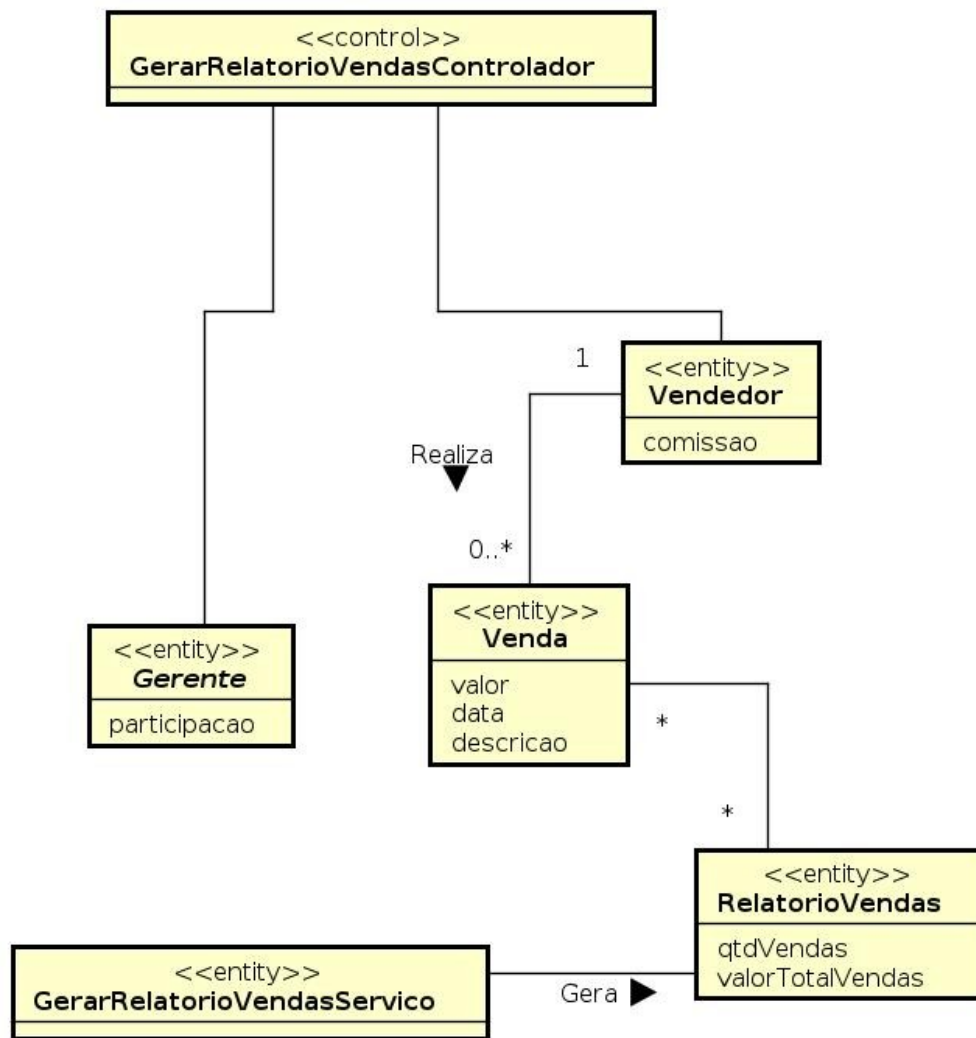 <<control>>
GerarRelatorioVendasControlador
1
<<entity>>
Vendedor
comissao
Realiza
0..*
<<entity>>
Venda
valor
data
descricao
<<entity>>
Gerente
participacao
*
*
<<entity>>
RelatorioVendas
qtdVendas
valorTotalVendas
<<entity>>
GerarRelatorioVendasServico
Gera